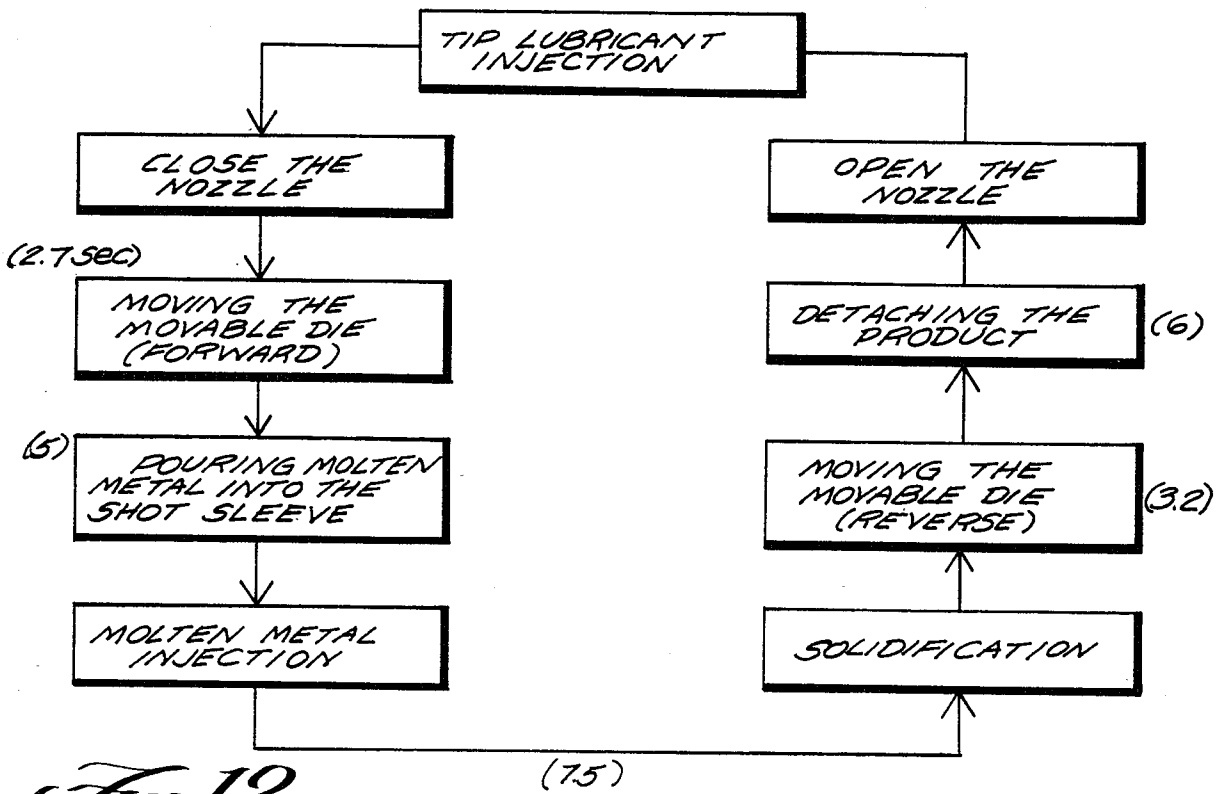 TIP LUBRICANT
INJECTION
CLOSE THE
NOZZLE
(2.7 sec)
MOVING THE
MOVABLE DIE
(FORWARD)
(5)
POURING MOLTEN
METAL INTO THE
SHOT SLEEVE
MOLTEN METAL
INJECTION
(7.5)
SOLIDIFICATION
MOVING THE
MOVABLE DIE
(REVERSE)
(3.2)
DETACHING THE
PRODUCT
(6)
OPEN THE
NOZZLE